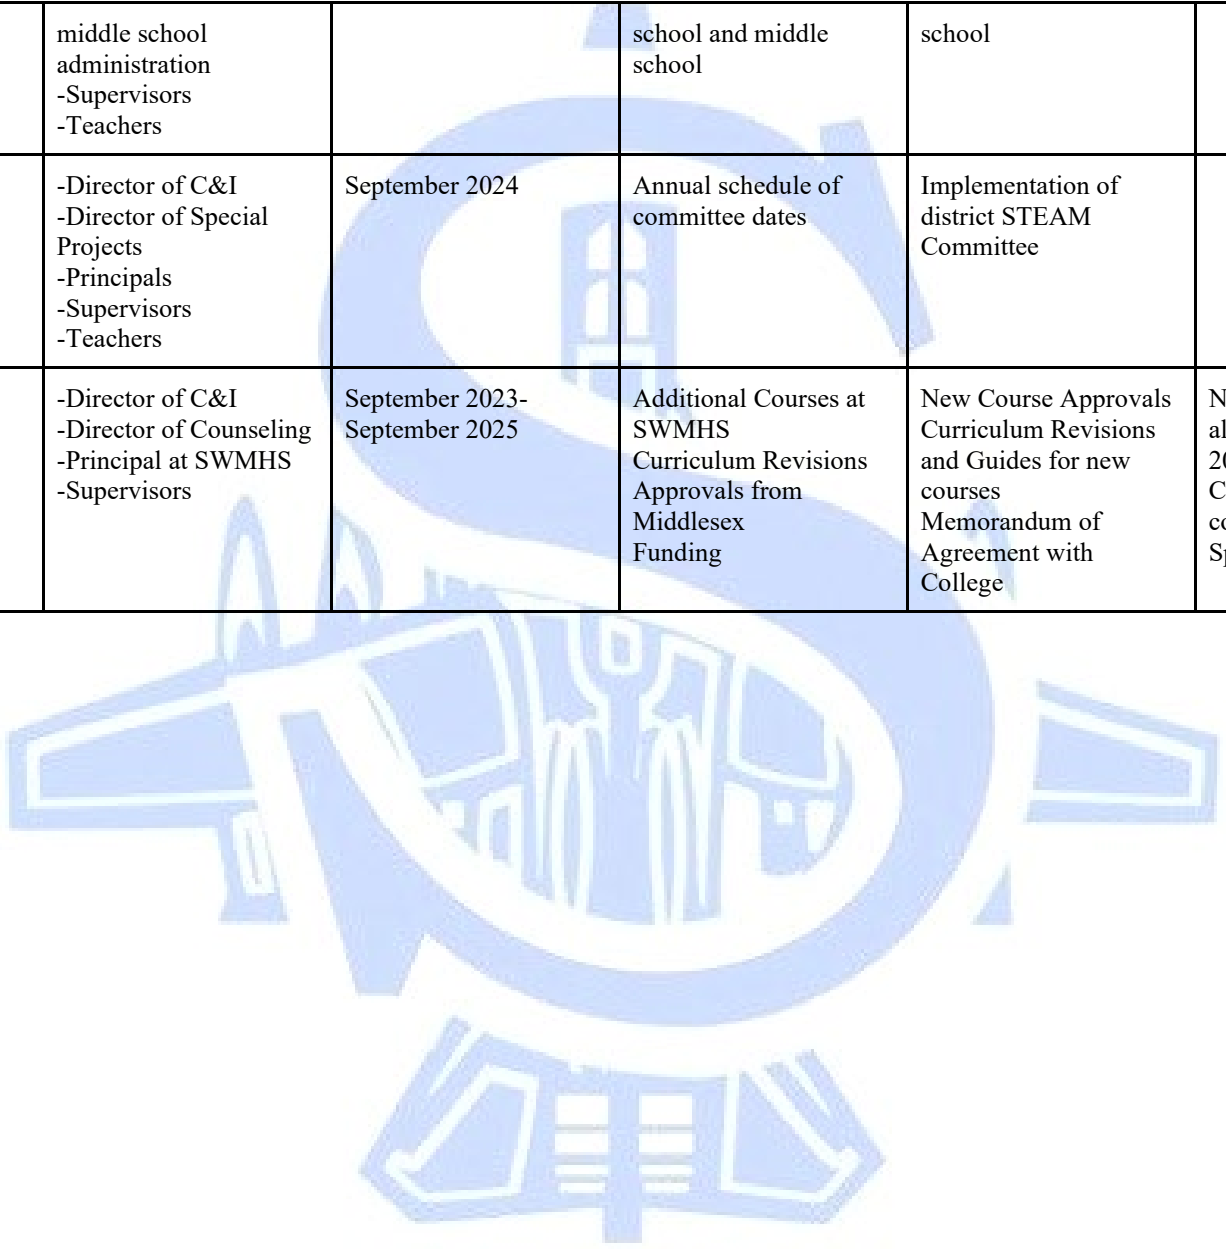 middle school
administration
-Supervisors
-Teachers
school and middle
school
school
-Director of C&I
-Director of Special
Projects
-Principals
-Supervisors
-Teachers
September 2024
Annual schedule of
committee dates
Implementation of
district STEAM
Committee
-Director of C&I
-Director of Counseling
-Principal at SWMHS
-Supervisors
September 2023-
September 2025
Additional Courses at
SWMHS
Curriculum Revisions
Approvals from
Middlesex
Funding
New Course Approvals
Curriculum Revisions
and Guides for new
courses
Memorandum of
Agreement with
College